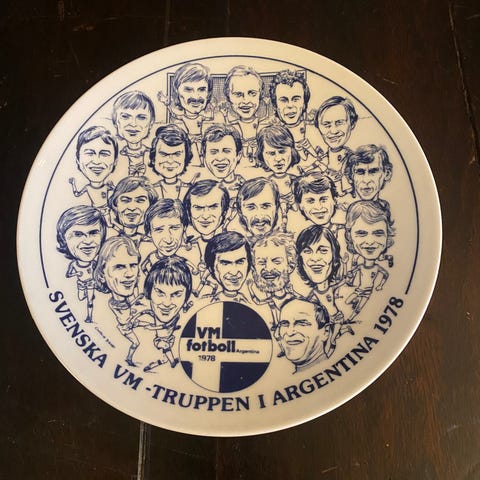 VM
fotboll
Argentina
1978
SVENSKA VM -TRUPPEN I ARGENTINA 1978